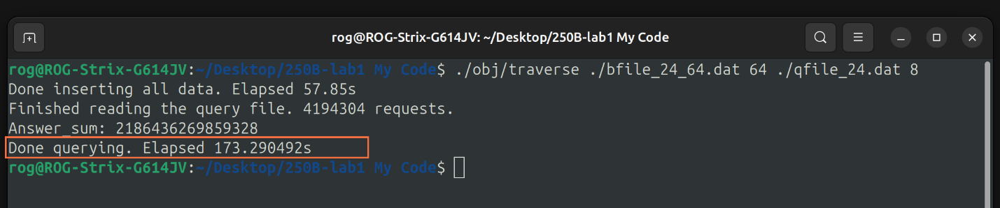 rog@ROG-Strix-G614JV: ~/Desktop/250B-lab1 My Code
rog@ROG-Strix-G614JV:~/Desktop/250B-lab1 My Code$ ./obj/traverse ./bfile_24_64.dat 64 ./qfile_24.dat 8
Done inserting all data. Elapsed 57.85s
Finished reading the query file. 4194304 requests.
Answer_sum: 2186436269859328
Done querying. Elapsed 173.290492s
rog@ROG-Strix-G614JV:~/Desktop/250B-lab1 My Code$